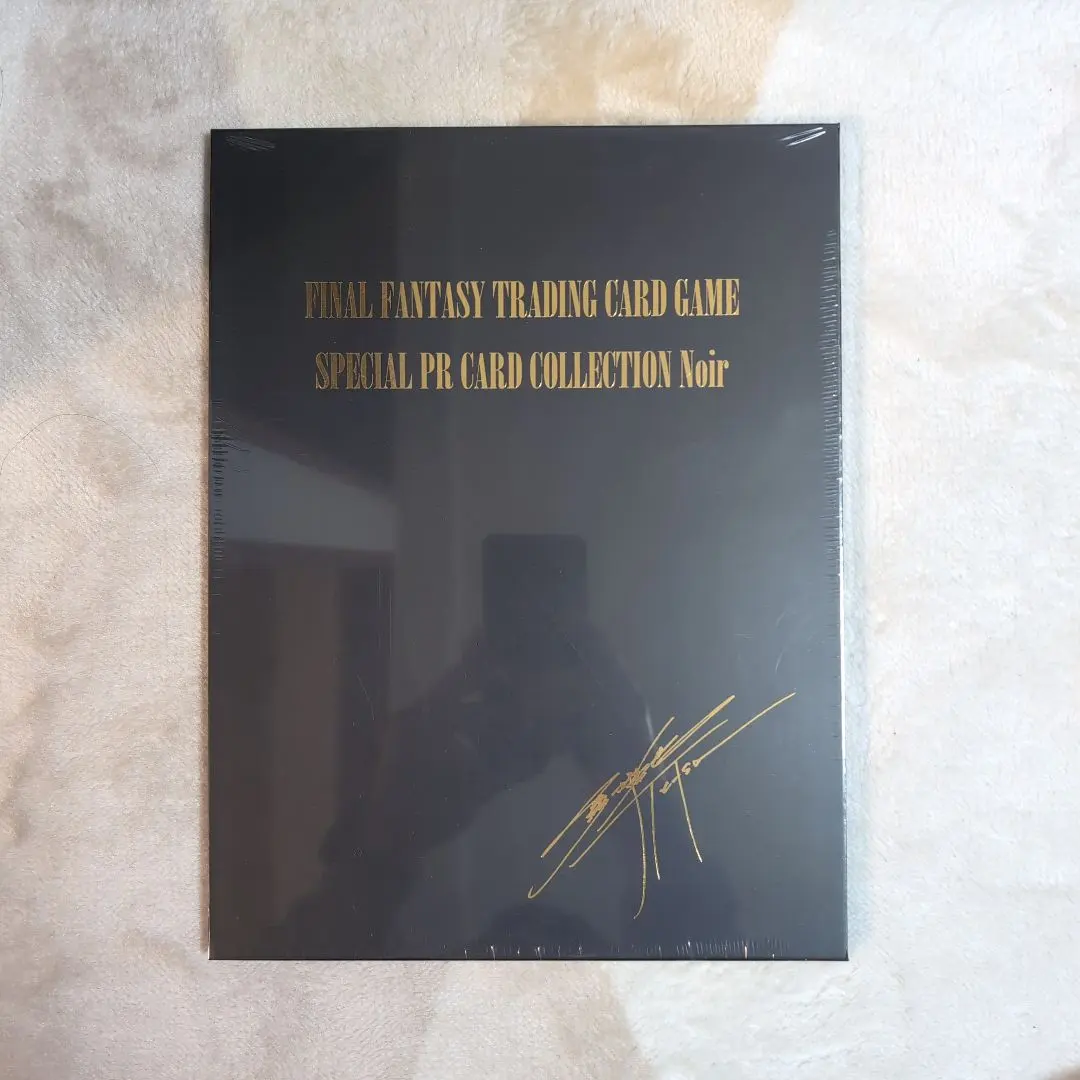 FINAL FANTASY TRADING CARD GAME
SPECIAL PR CARD COLLECTION Noir